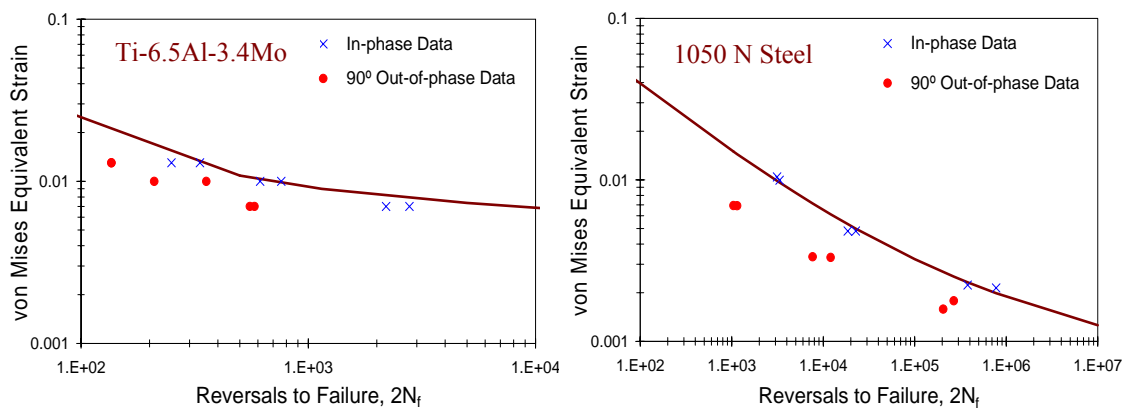 0.1
Ti-6.5Al-3.4Mo
In-phase Data
90º Out-of-phase Data
von Mises Equivalent Strain
0.01
0.001
1.E+02
1.E+03
1.E+04
Reversals to Failure, 2Nf
0.1
1050 N Steel
In-phase Data
90º Out-of-phase Data
von Mises Equivalent Strain
0.01
0.001
1.E+02
1.E+03
1.E+04
1.E+05
1.E+06
1.E+07
Reversals to Failure, 2Nf